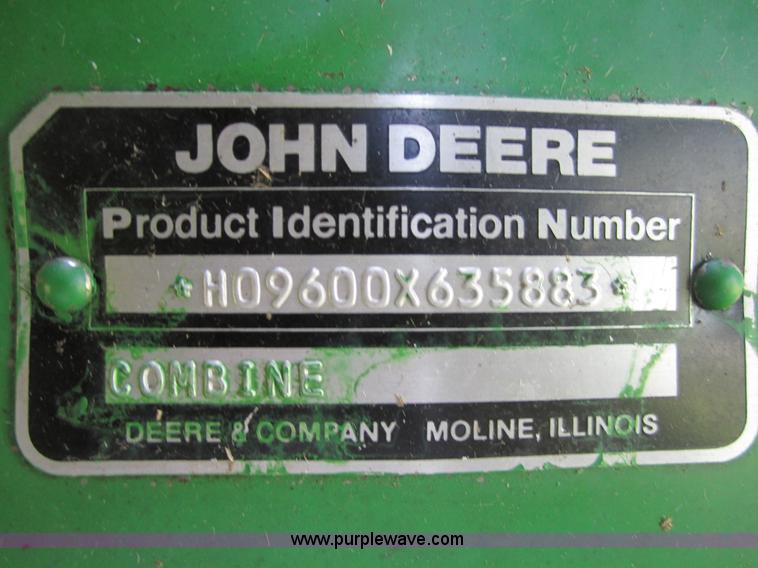 JOHN DEERE
Product Identification Number
*H09600X635883*
COMBINE
DEERE & COMPANY MOLINE, ILLINOIS
www.purplewave.com